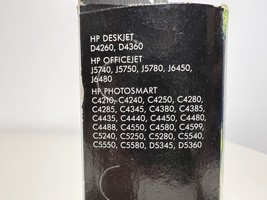 HP DESKJET
D4260, D4360
HP OFFICEJET
J5740, J5750, J5780, J6450,
J6480
HP PHOTOSMART
C4210, C4240, C4250, C4280,
C4285, C4345, C4380, C4385,
C4435, C4440, C4450, C4480,
C4488, C4550, C4580, C4599,
C5240, C5250, C5280, C5540,
C5550, C5580, D5345, D5360